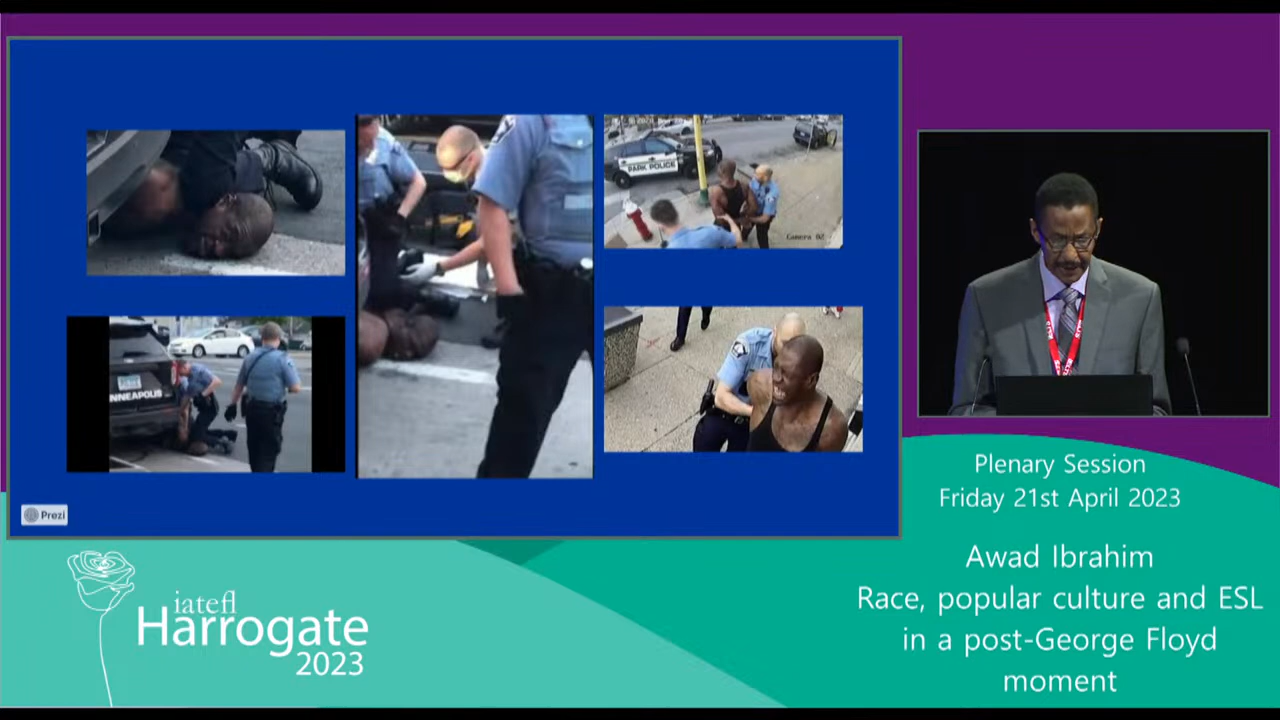 PARK POLICE
Camera 02
NNEAPOLIS
Prezi
Plenary Session
Friday 21st April 2023
Awad Ibrahim
Race, popular culture and ESL
in a post-George Floyd
moment
iatefl
Harrogate
2023